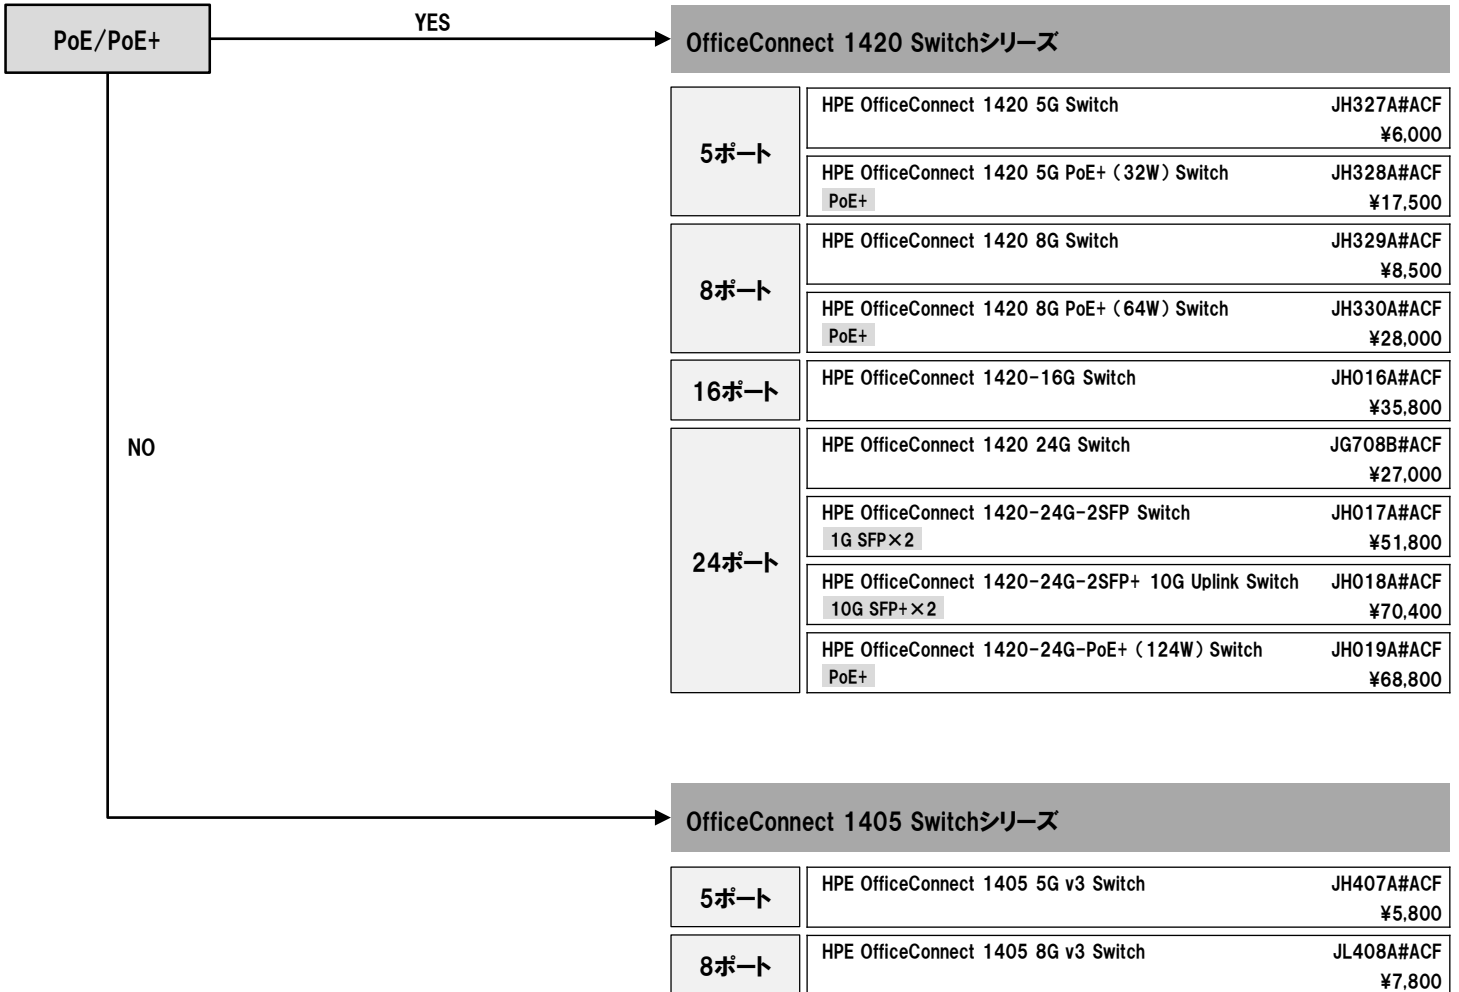 PoE/PoE+
YES
OfficeConnect 1420 Switchシリーズ
5ポート
HPE OfficeConnect 1420 5G Switch JH327A#ACF
¥6,000
HPE OfficeConnect 1420 5G PoE+（32W）Switch JH328A#ACF
PoE+ ¥17,500
8ポート
HPE OfficeConnect 1420 8G Switch JH329A#ACF
¥8,500
HPE OfficeConnect 1420 8G PoE+（64W）Switch JH330A#ACF
PoE+ ¥28,000
16ポート
HPE OfficeConnect 1420-16G Switch JH016A#ACF
¥35,800
NO
24ポート
HPE OfficeConnect 1420 24G Switch JG708B#ACF
¥27,000
HPE OfficeConnect 1420-24G-2SFP Switch JH017A#ACF
1G SFP×2 ¥51,800
HPE OfficeConnect 1420-24G-2SFP+ 10G Uplink Switch JH018A#ACF
10G SFP+×2 ¥70,400
HPE OfficeConnect 1420-24G-PoE+（124W）Switch JH019A#ACF
PoE+ ¥68,800
OfficeConnect 1405 Switchシリーズ
5ポート
HPE OfficeConnect 1405 5G v3 Switch JH407A#ACF
¥5,800
8ポート
HPE OfficeConnect 1405 8G v3 Switch JL408A#ACF
¥7,800